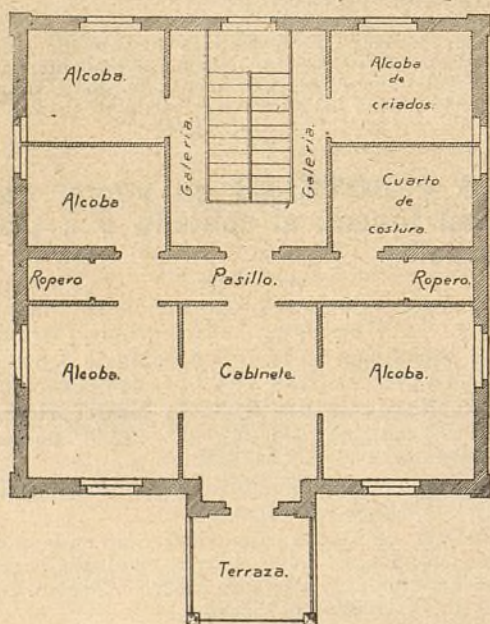 Alcoba.
Galería.
Galería.
Alcoba
de
criados.
Alcoba
Cuarto
de
costura.
Ropero
Pasillo.
Ropero.
Alcoba.
Gabinete.
Alcoba.
Terraza.